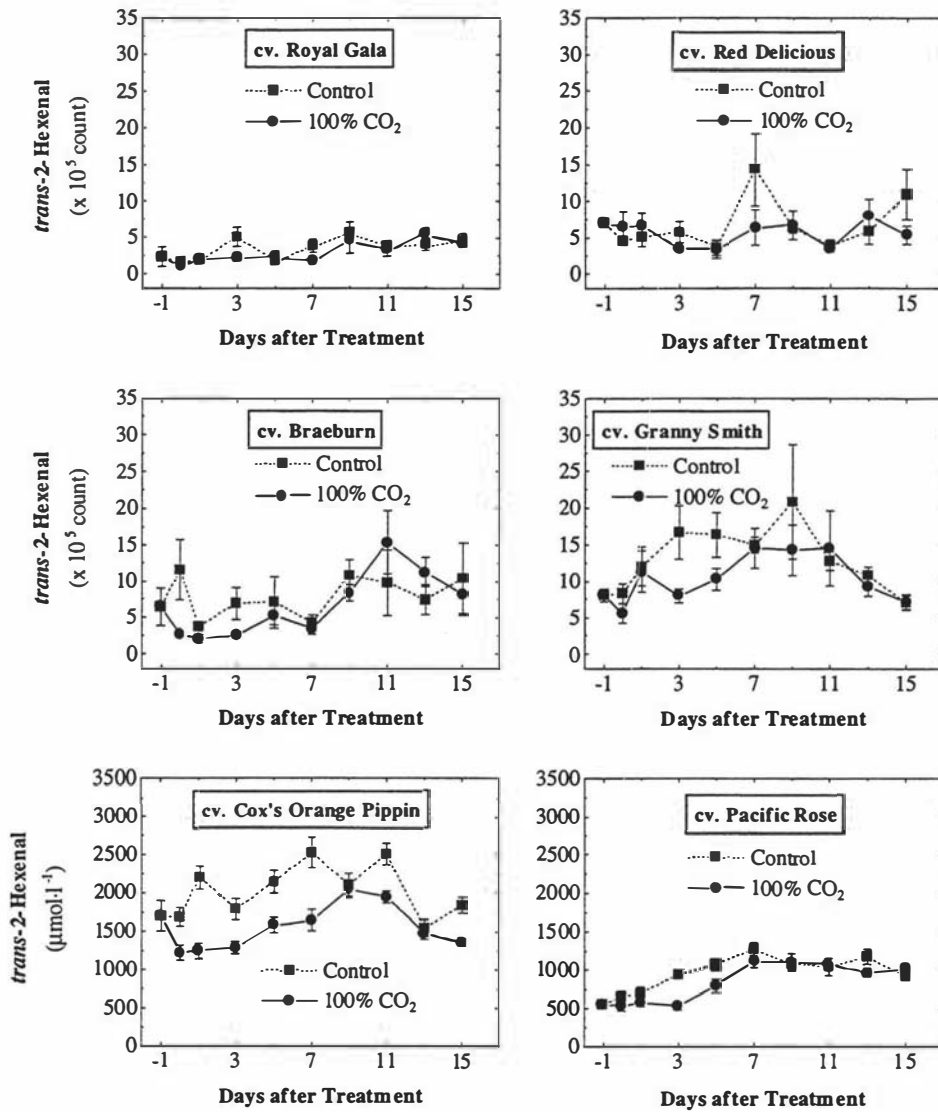 cv. Royal Gala
Control
100% CO₂
trans-2-Hexenal
(x 10⁵ count)
35
30
25
20
15
10
5
0
-1 3 7 11 15
Days after Treatment
cv. Red Delicious
Control
100% CO₂
35
30
25
20
15
10
5
0
-1 3 7 11 15
Days after Treatment
cv. Braeburn
Control
100% CO₂
trans-2-Hexenal
(x 10⁵ count)
35
30
25
20
15
10
5
0
-1 3 7 11 15
Days after Treatment
cv. Granny Smith
Control
100% CO₂
35
30
25
20
15
10
5
0
-1 3 7 11 15
Days after Treatment
cv. Cox's Orange Pippin
Control
100% CO₂
trans-2-Hexenal
(μmol·l⁻¹)
3500
3000
2500
2000
1500
1000
500
0
-1 3 7 11 15
Days after Treatment
cv. Pacific Rose
Control
100% CO₂
3500
3000
2500
2000
1500
1000
500
0
-1 3 7 11 15
Days after Treatment